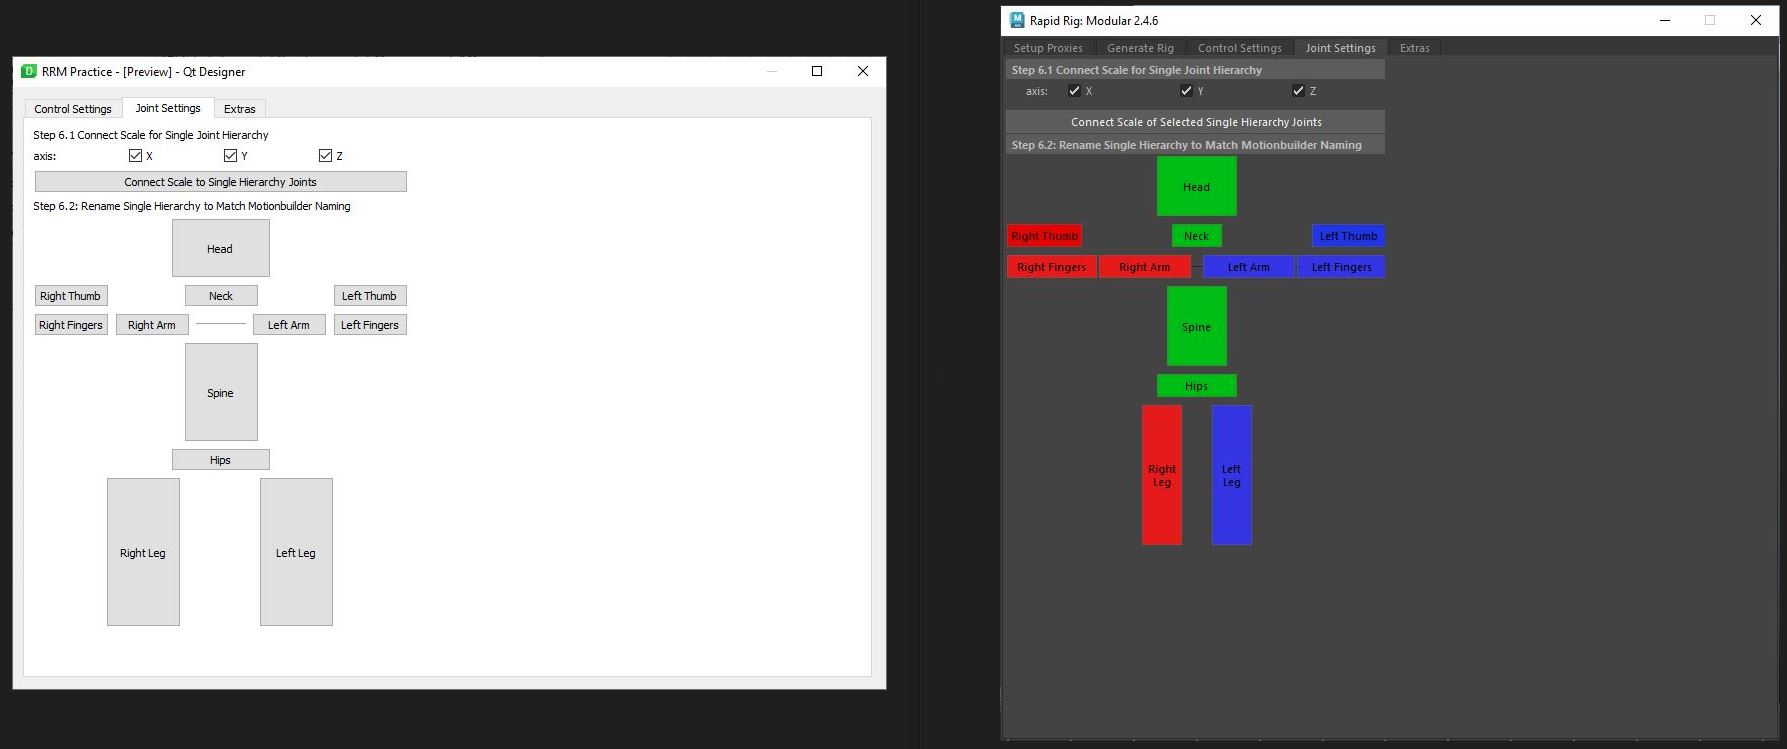 RRM Practice - [Preview] - Qt Designer
Control Settings Joint Settings Extras
Step 6.1 Connect Scale for Single Joint Hierarchy
axis: X Y Z
Connect Scale to Single Hierarchy Joints
Step 6.2: Rename Single Hierarchy to Match Motionbuilder Naming
Head
Right Thumb Neck Left Thumb
Right Fingers Right Arm Left Arm Left Fingers
Spine
Hips
Right Leg Left Leg
M
Rapid Rig: Modular 2.4.6
Setup Proxies Generate Rig Control Settings Joint Settings Extras
Step 6.1 Connect Scale for Single Joint Hierarchy
axis: X Y Z
Connect Scale of Selected Single Hierarchy Joints
Step 6.2: Rename Single Hierarchy to Match Motionbuilder Naming
Head
Right Thumb Neck Left Thumb
Right Fingers Right Arm Left Arm Left Fingers
Spine
Hips
Right Left
Leg Leg